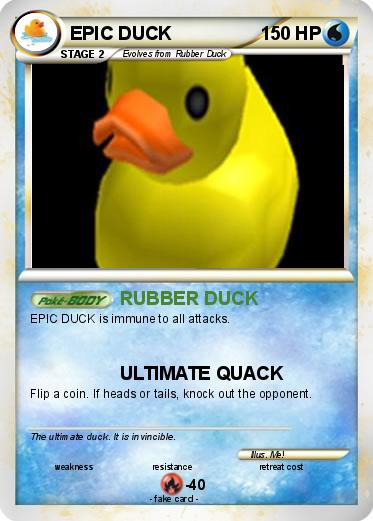 EPIC DUCK 150 HP
STAGE 2 Evolves from Rubber Duck
Poké-BODY RUBBER DUCK
EPIC DUCK is immune to all attacks.
ULTIMATE QUACK
Flip a coin. If heads or tails, knock out the opponent.
The ultimate duck. It is invincible.
Illus. Me!
weakness resistance retreat cost
-40
- fake card -